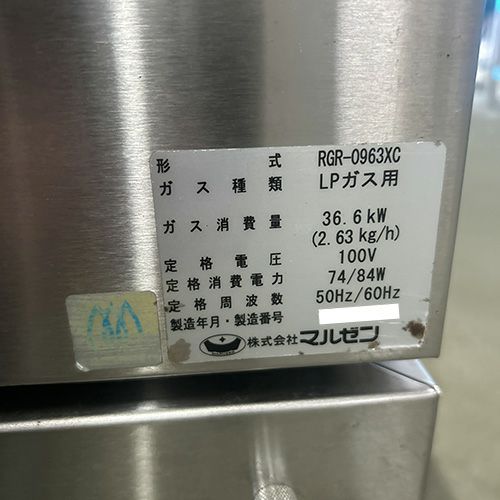 形式 RGR-0963XC
ガス種類 LPガス用
ガス消費量 36.6kW
(2.63kg/h)
定格電圧 100V
定格消費電力 74/84W
定格周波数 50Hz/60Hz
製造年月・製造番号
株式会社マルゼン